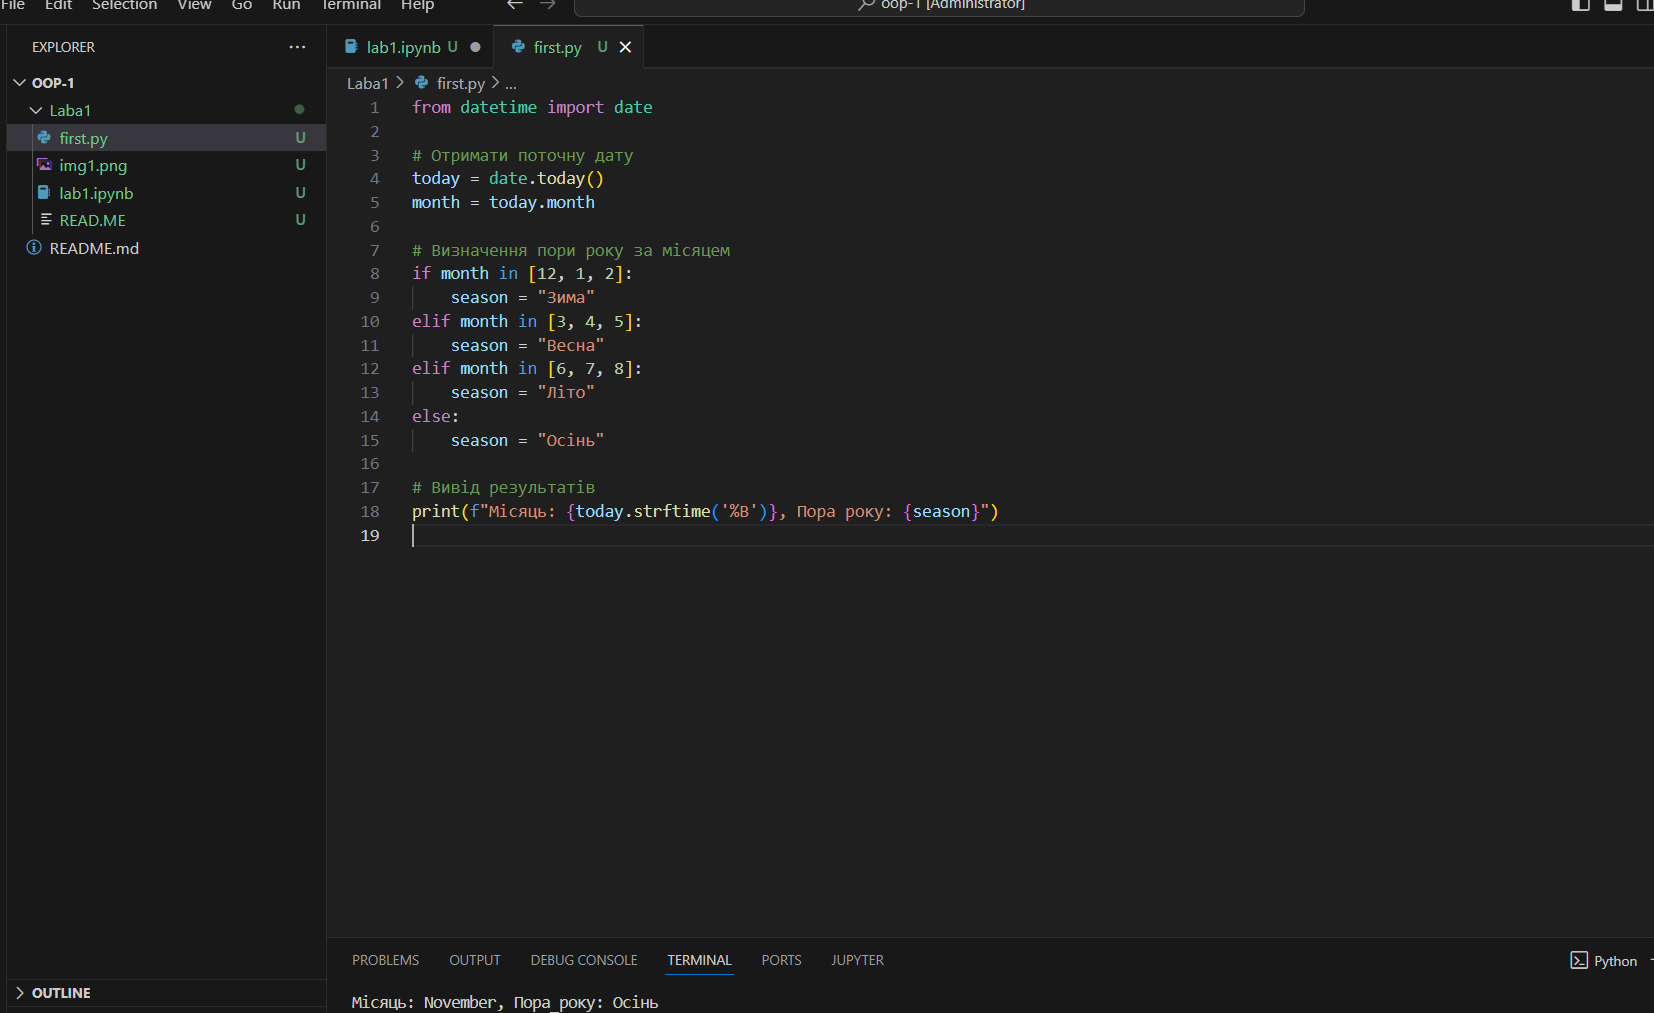 File Edit Selection View Go Run Terminal Help oop-1 [Administrator]
EXPLORER
OOP-1
Laba1
first.py U
img1.png U
lab1.ipynb U
READ.ME U
README.md
OUTLINE
lab1.ipynb U first.py U
Laba1 > first.py > ...
1 from datetime import date
2
3 # Отримати поточну дату
4 today = date.today()
5 month = today.month
6
7 # Визначення пори року за місяцем
8 if month in [12, 1, 2]:
9     season = "Зима"
10 elif month in [3, 4, 5]:
11     season = "Весна"
12 elif month in [6, 7, 8]:
13     season = "Літо"
14 else:
15     season = "Осінь"
16
17 # Вивід результатів
18 print(f"Місяць: {today.strftime('%B')}, Пора року: {season}")
19
PROBLEMS OUTPUT DEBUG CONSOLE TERMINAL PORTS JUPYTER Python
Місяць: November, Пора року: Осінь